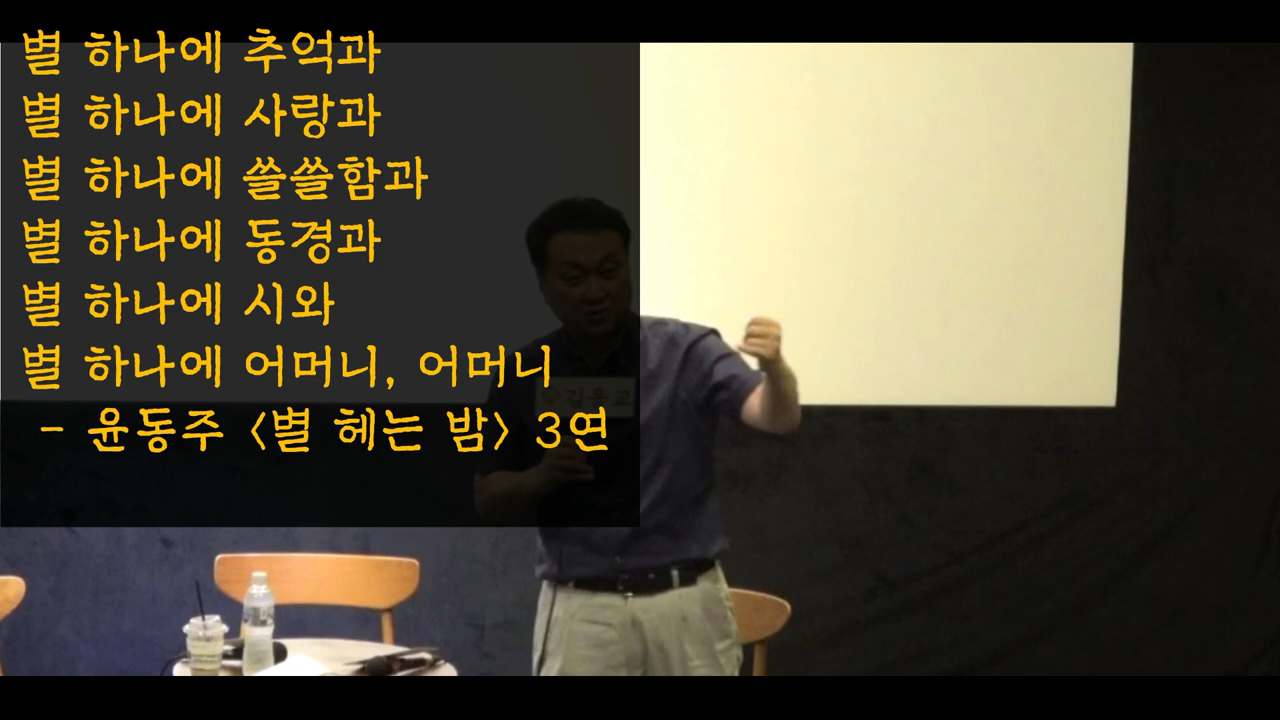 별 하나에 추억과
별 하나에 사랑과
별 하나에 쓸쓸함과
별 하나에 동경과
별 하나에 시와
별 하나에 어머니, 어머니
- 윤동주 <별 헤는 밤> 3연